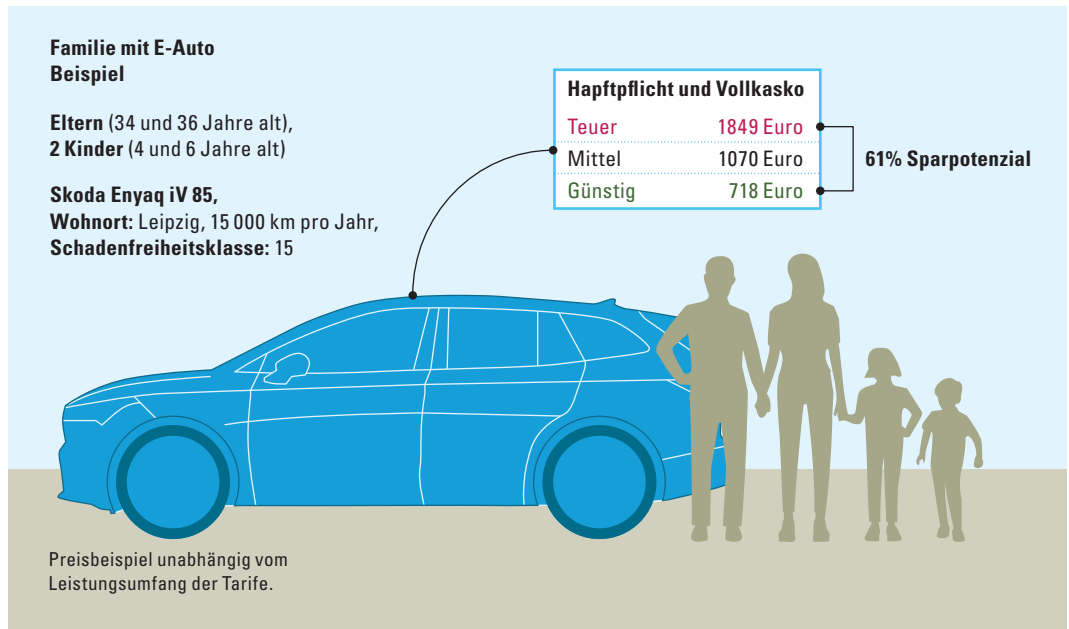 Familie mit E-Auto
Beispiel
Eltern (34 und 36 Jahre alt),
2 Kinder (4 und 6 Jahre alt)
Skoda Enyaq iV 85,
Wohnort: Leipzig, 15 000 km pro Jahr,
Schadenfreiheitsklasse: 15
Hapftpflicht und Vollkasko
Teuer 1849 Euro
Mittel 1070 Euro
Günstig 718 Euro
61% Sparpotenzial
Preisbeispiel unabhängig vom
Leistungsumfang der Tarife.